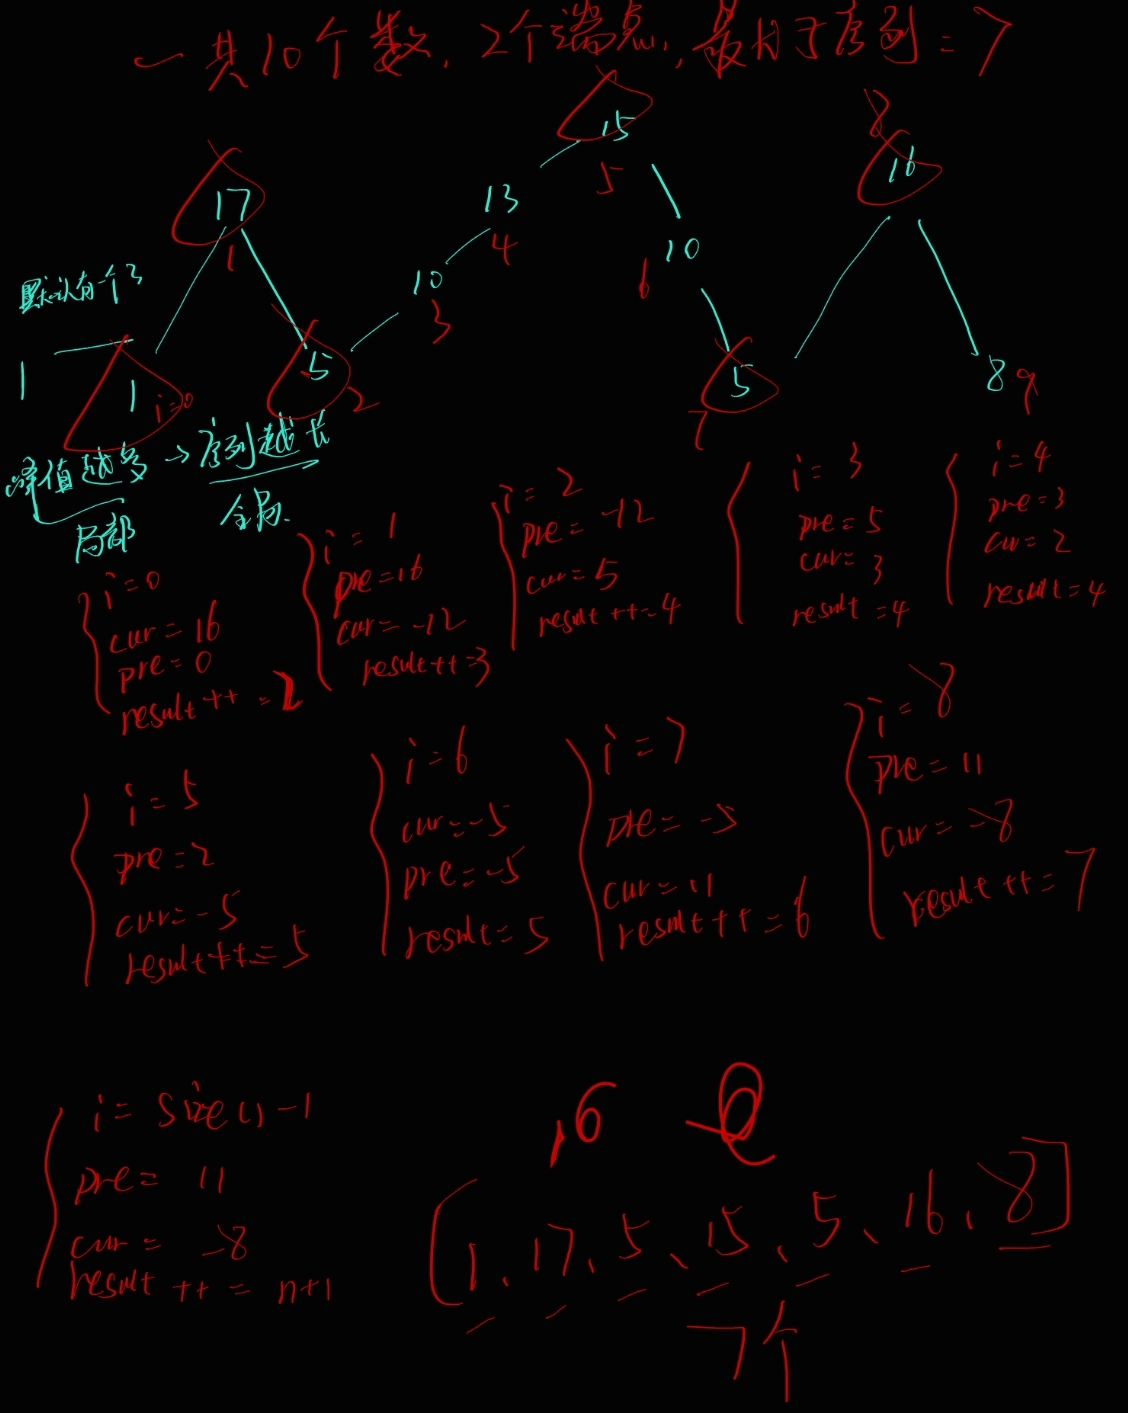 一共10个数, 2个端点, 最大子序列 = 7
15
5
8
16
17
1
13
4
10
3
10
6
默认有一个
1
1
i=0
5
2
5
7
8
9
峰值越多 → 序列越长
局部
全局.
i=0
cur=16
pre=0
result++=2
i=1
pre=16
cur=-12
result++=3
i=2
pre=-12
cur=5
result++=4
i=3
pre=5
cur=3
result=4
i=4
pre=3
cur=2
result=4
i=5
pre=2
cur=-5
result++=5
i=6
cur=-5
pre=-5
result=5
i=7
pre=-5
cur=11
result++=6
i=8
pre=11
cur=-8
result++=7
i=size()-1
pre=11
cur=-8
result++=n+1
[1、17、5、15、5、16、8]
7个